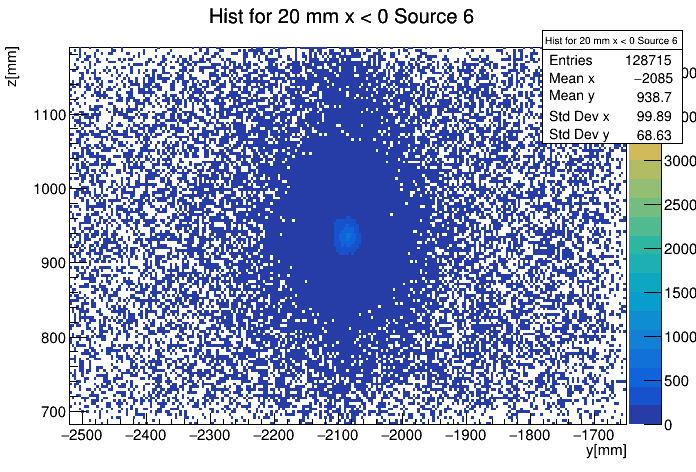 Hist for 20 mm x < 0 Source 6
z[mm]
Hist for 20 mm x < 0 Source 6
Entries 128715
Mean x −2085
Mean y 938.7
Std Dev x 99.89
Std Dev y 68.63
1100
1000
900
800
700
3000
2500
2000
1500
1000
500
0
−2500 −2400 −2300 −2200 −2100 −2000 −1900 −1800 −1700
y[mm]